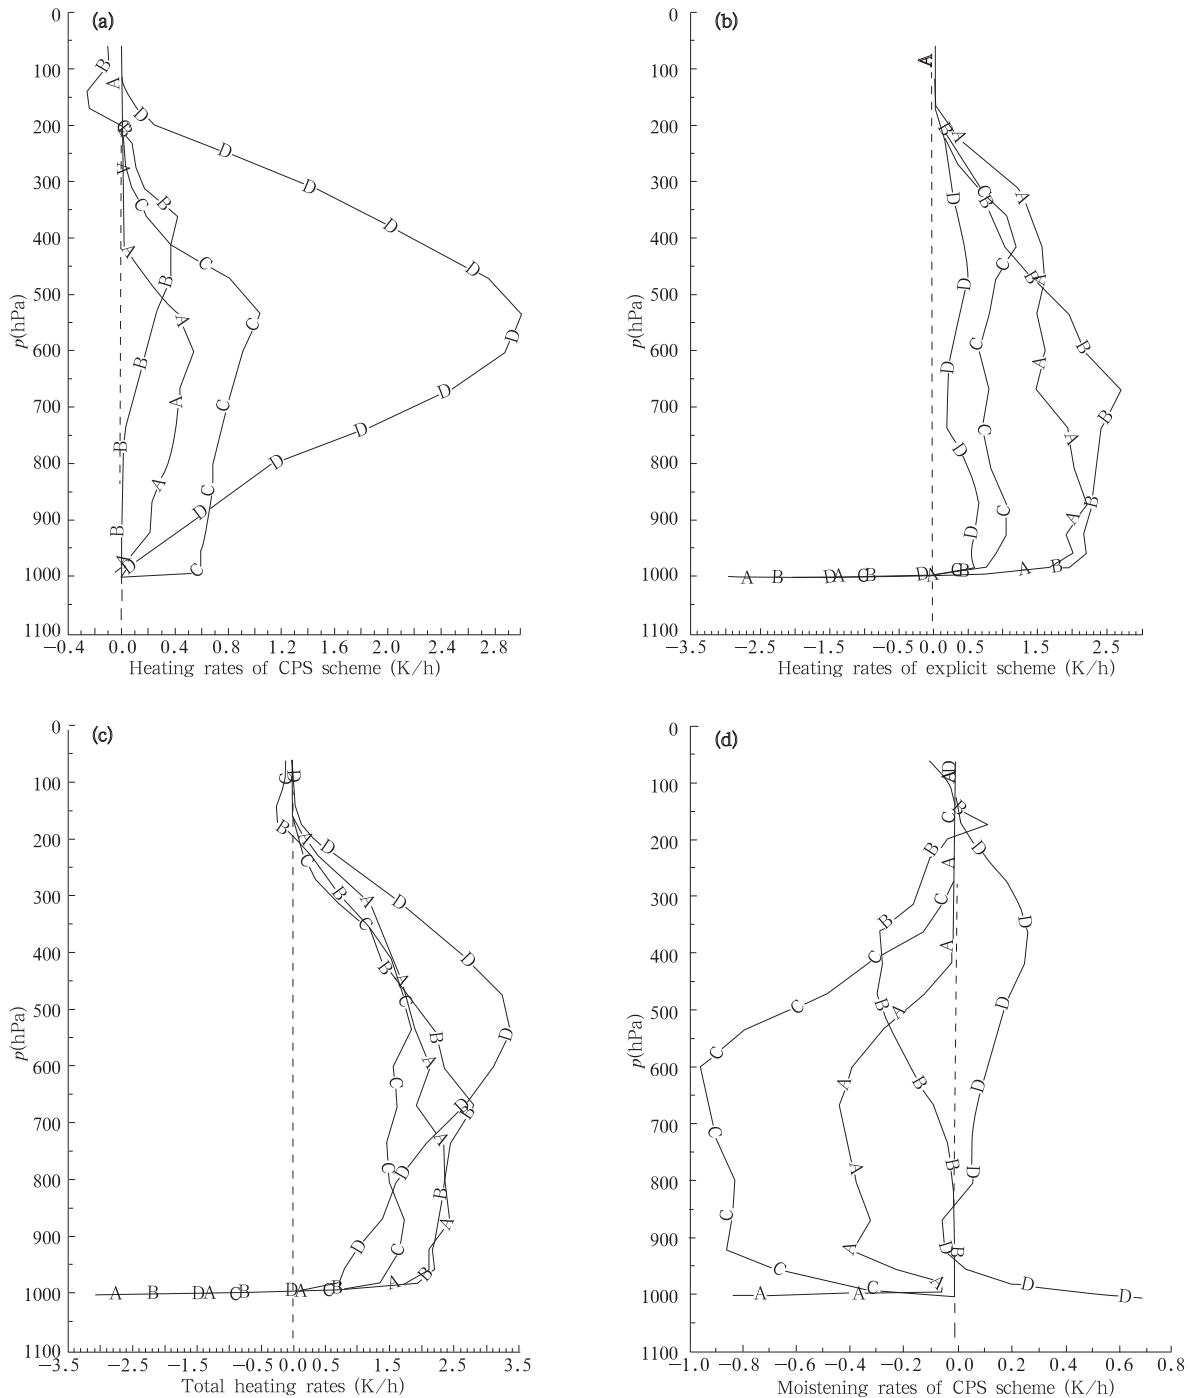 (a)
0
100
200
300
400
500
600
700
800
900
1000
1100
p(hPa)
−0.4 0.0 0.4 0.8 1.2 1.6 2.0 2.4 2.8
Heating rates of CPS scheme (K/h)
B
A
D
C
(b)
0
100
200
300
400
500
600
700
800
900
1000
1100
p(hPa)
−3.5 −2.5 −1.5 −0.5 0.0 0.5 1.5 2.5
Heating rates of explicit scheme (K/h)
A
B
C
D
(c)
0
100
200
300
400
500
600
700
800
900
1000
1100
p(hPa)
−3.5 −2.5 −1.5 −0.5 0.0 0.5 1.5 2.5 3.5
Total heating rates (K/h)
A
B
C
D
(d)
0
100
200
300
400
500
600
700
800
900
1000
1100
p(hPa)
−1.0 −0.8 −0.6 −0.4 −0.2 0.0 0.2 0.4 0.6 0.8
Moistening rates of CPS scheme (K/h)
A
B
C
D